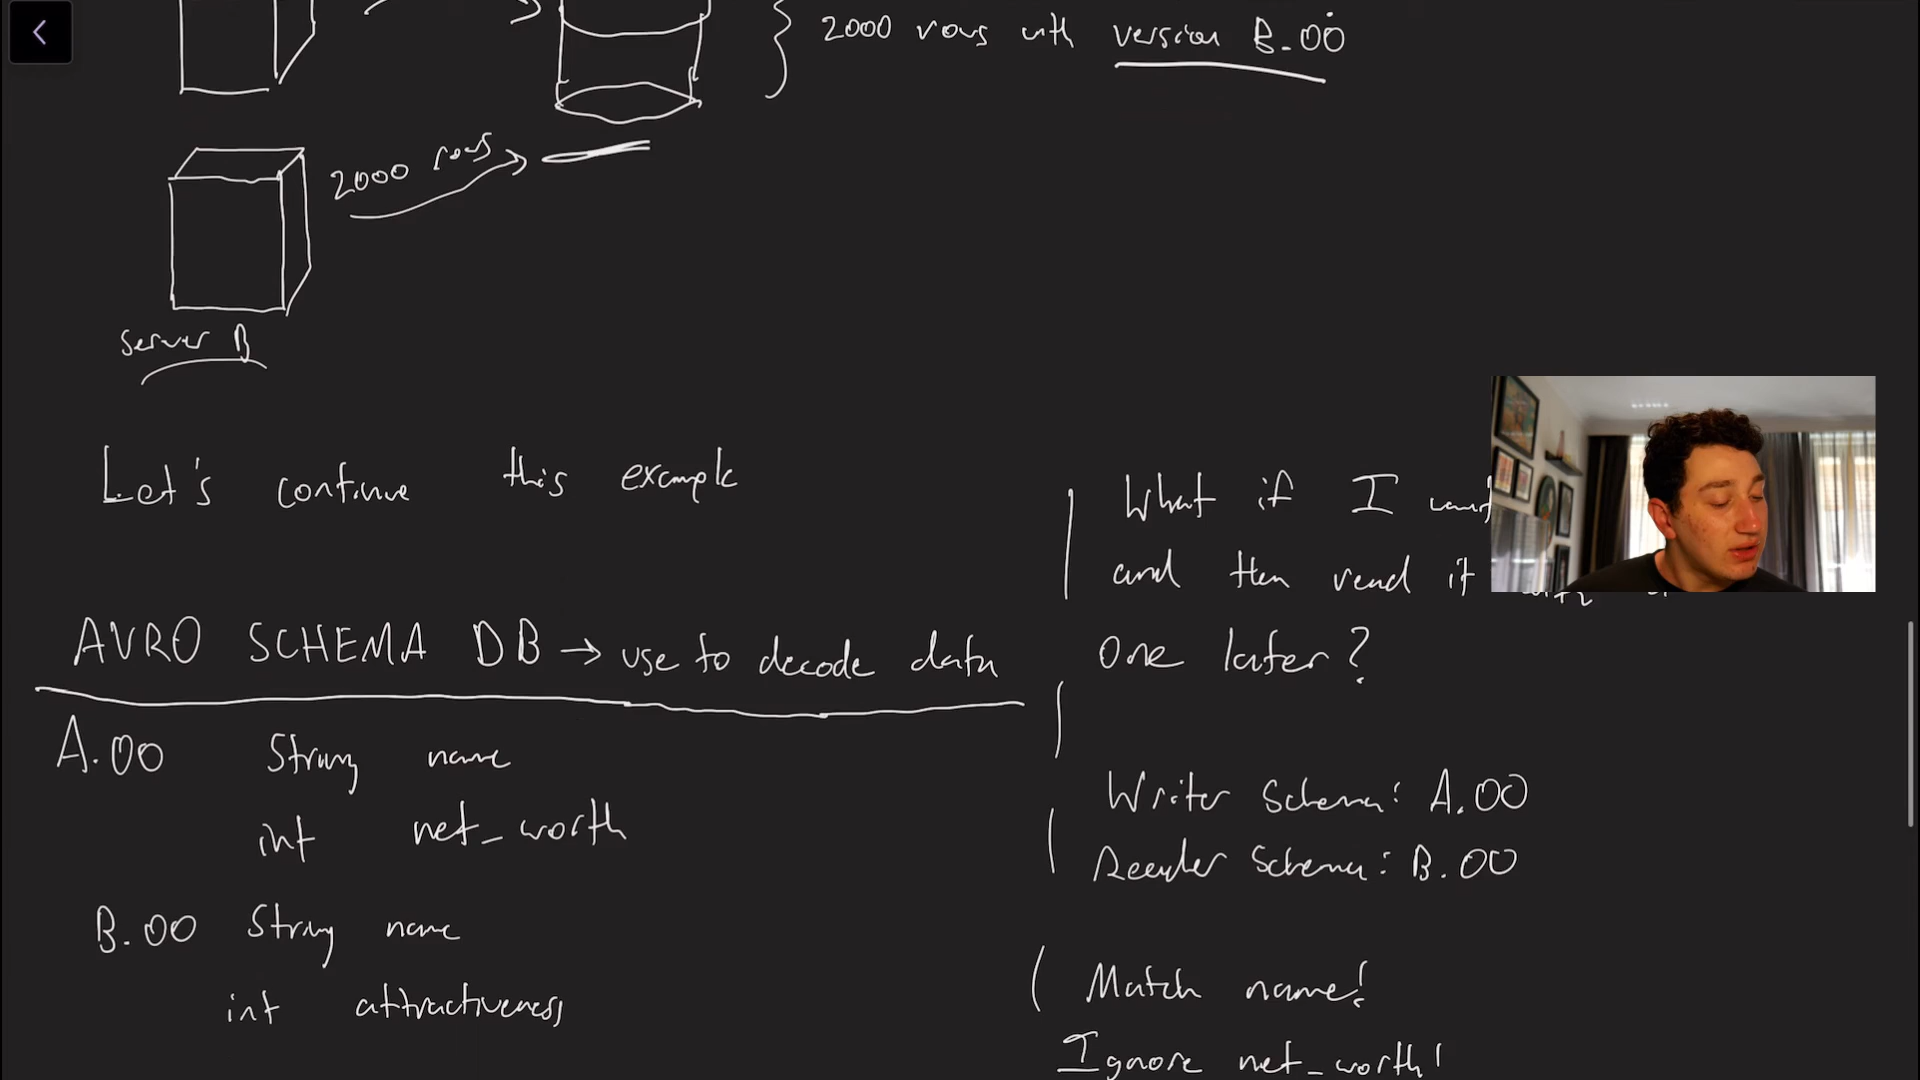 2000 rows with version B.00
2000 rows
Server B
Let's continue this example
What if I want
and then read it with
one later?
AVRO SCHEMA DB → use to decode data
A.00 String name
int net_worth
B.00 String name
int attractiveness
Writer Schema: A.00
Reader Schema: B.00
Match name!
Ignore net_worth!